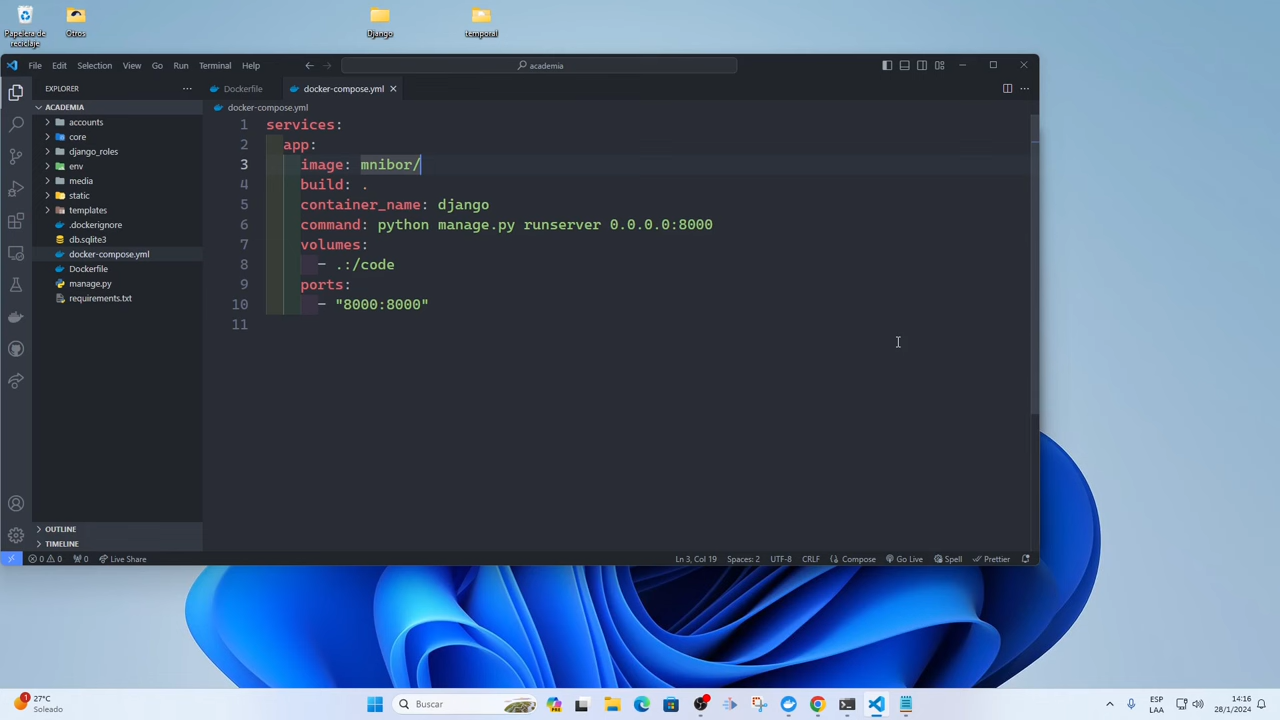 Papelera de
reciclaje
Otros
Django
temporal
File Edit Selection View Go Run Terminal Help
academia
EXPLORER
Dockerfile
docker-compose.yml
ACADEMIA
accounts
core
django_roles
env
media
static
templates
.dockerignore
db.sqlite3
docker-compose.yml
Dockerfile
manage.py
requirements.txt
OUTLINE
TIMELINE
docker-compose.yml
1 services:
2 app:
3 image: mnibor/
4 build: .
5 container_name: django
6 command: python manage.py runserver 0.0.0.0:8000
7 volumes:
8 - .:/code
9 ports:
10 - "8000:8000"
11
0 0 0 Live Share
Ln 3, Col 19 Spaces: 2 UTF-8 CRLF Compose Go Live Spell Prettier
1
27°C
Soleado
Buscar
PRE
ESP
LAA
14:16
28/1/2024